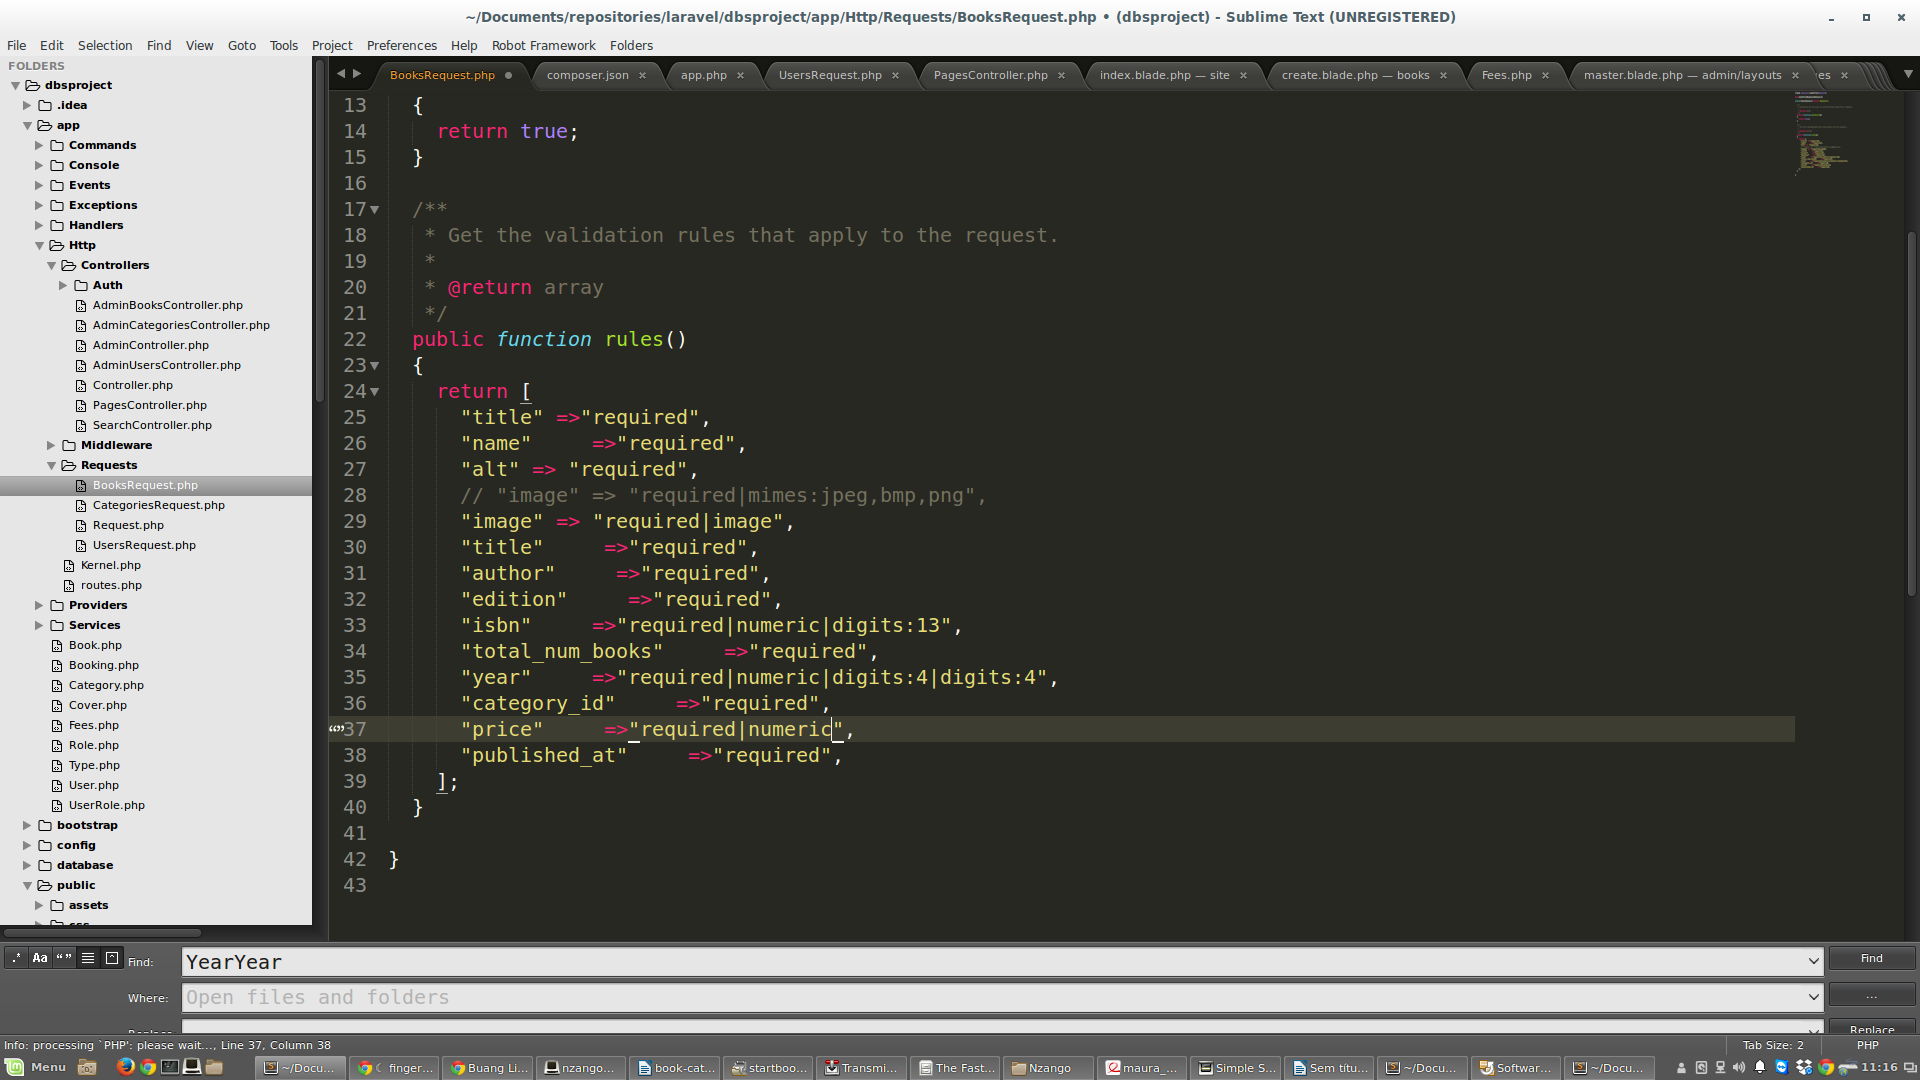 ~/Documents/repositories/laravel/dbsproject/app/Http/Requests/BooksRequest.php • (dbsproject) - Sublime Text (UNREGISTERED)
File Edit Selection Find View Goto Tools Project Preferences Help Robot Framework Folders
FOLDERS
dbsproject
.idea
app
Commands
Console
Events
Exceptions
Handlers
Http
Controllers
Auth
AdminBooksController.php
AdminCategoriesController.php
AdminController.php
AdminUsersController.php
Controller.php
PagesController.php
SearchController.php
Middleware
Requests
BooksRequest.php
CategoriesRequest.php
Request.php
UsersRequest.php
Kernel.php
routes.php
Providers
Services
Book.php
Booking.php
Category.php
Cover.php
Fees.php
Role.php
Type.php
User.php
UserRole.php
bootstrap
config
database
public
assets
BooksRequest.php composer.json app.php UsersRequest.php PagesController.php index.blade.php — site create.blade.php — books Fees.php master.blade.php — admin/layouts es
13 {
14 return true;
15 }
16
17 /**
18 * Get the validation rules that apply to the request.
19 *
20 * @return array
21 */
22 public function rules()
23 {
24 return [
25 "title" =>"required",
26 "name" =>"required",
27 "alt" => "required",
28 // "image" => "required|mimes:jpeg,bmp,png",
29 "image" => "required|image",
30 "title" =>"required",
31 "author" =>"required",
32 "edition" =>"required",
33 "isbn" =>"required|numeric|digits:13",
34 "total_num_books" =>"required",
35 "year" =>"required|numeric|digits:4|digits:4",
36 "category_id" =>"required",
37 "price" =>"required|numeric",
38 "published_at" =>"required",
39 ];
40 }
41
42 }
43
.* Aa “” Find: YearYear Find
Where: Open files and folders ...
Replace
Info: processing `PHP': please wait..., Line 37, Column 38 Tab Size: 2 PHP
Menu ~/Docu... finger... Buang Li... nzango... book-cat... startboo... Transmi... The Fast... Nzango maura_... Simple S... Sem títu... ~/Docu... Softwar... ~/Docu... 11:16